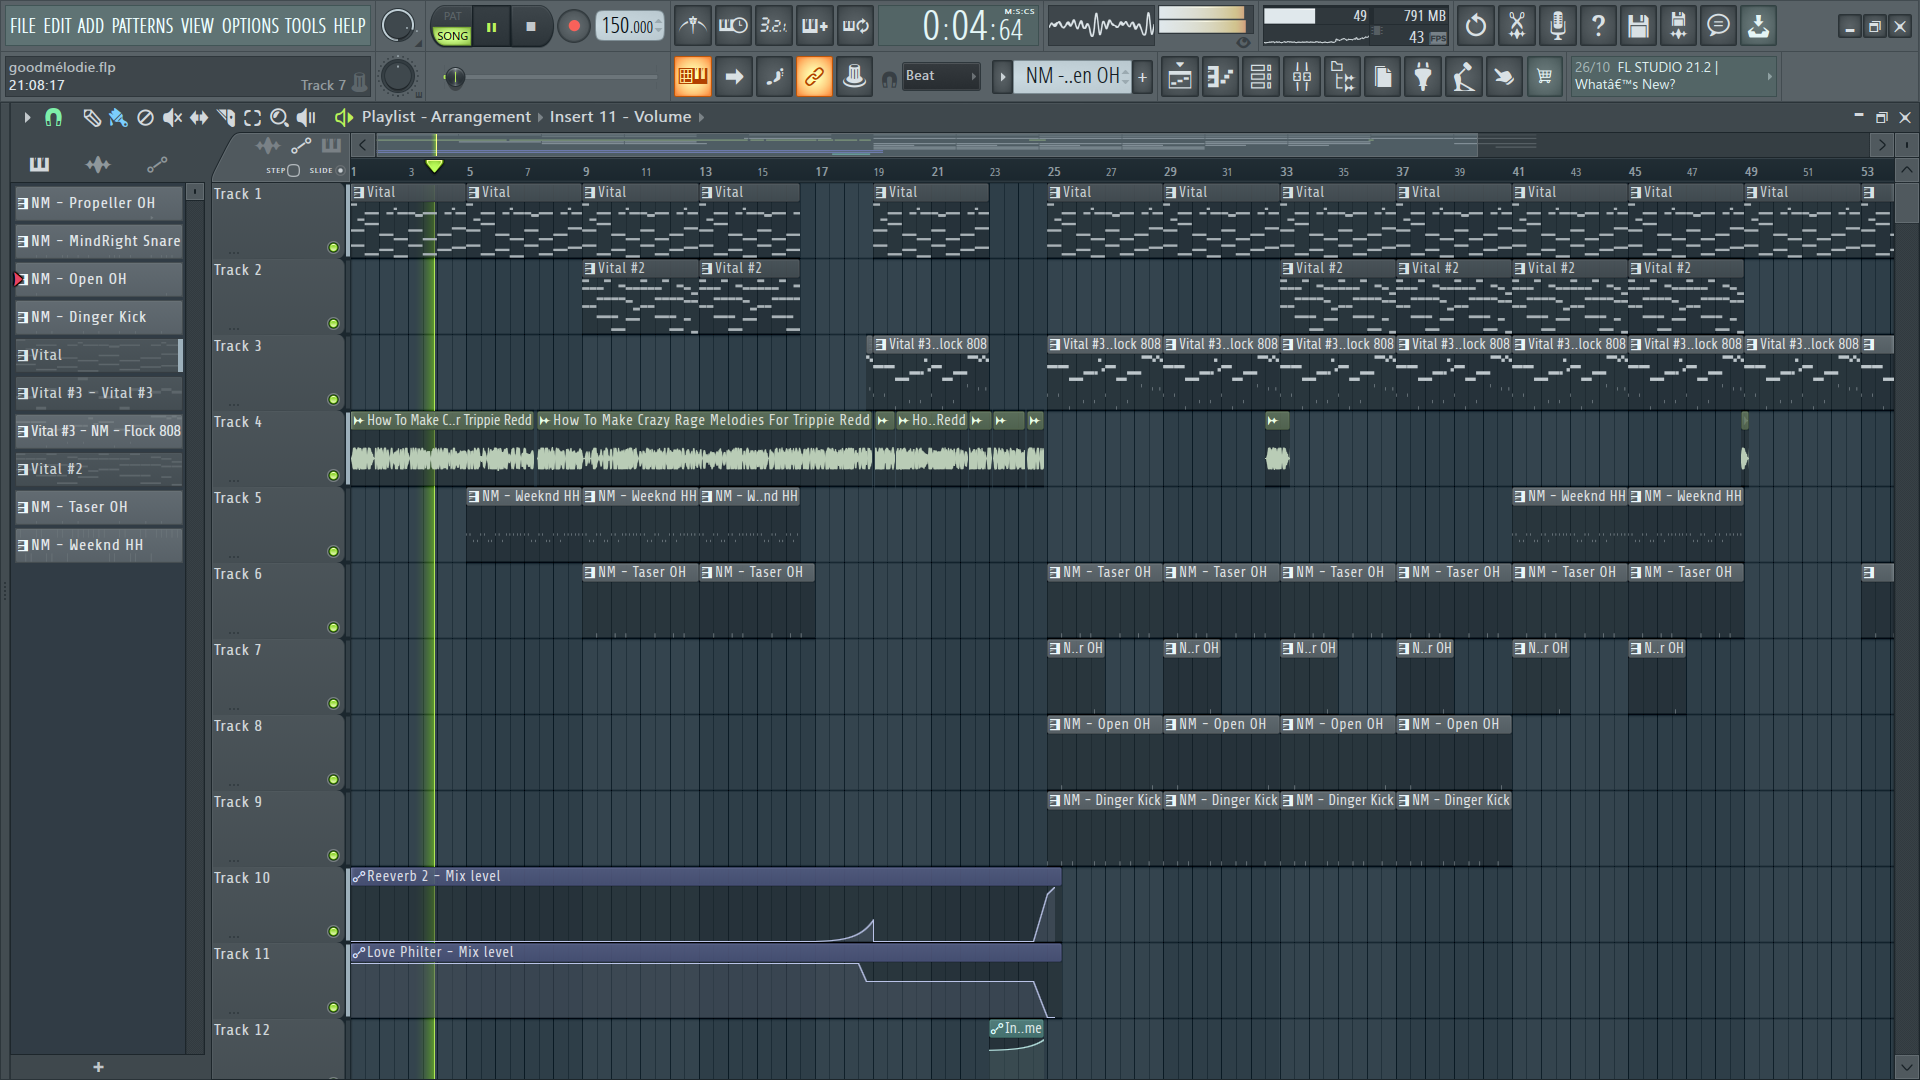 FILE EDIT ADD PATTERNS VIEW OPTIONS TOOLS HELP
PAT
SONG
150.000
3.2.
M:S:CS
0:04:64
49
791 MB
43 FPS
goodmélodie.flp
21:08:17
Track 7
Beat
NM -..en OH
26/10 FL STUDIO 21.2 |
Whatâ€™s New?
Playlist - Arrangement Insert 11 - Volume
STEP SLIDE
1 3 5 7 9 11 13 15 17 19 21 23 25 27 29 31 33 35 37 39 41 43 45 47 49 51 53
NM - Propeller OH
NM - MindRight Snare
NM - Open OH
NM - Dinger Kick
Vital
Vital #3 - Vital #3
Vital #3 - NM - Flock 808
Vital #2
NM - Taser OH
NM - Weeknd HH
Track 1
Vital Vital Vital Vital Vital Vital Vital Vital Vital Vital Vital Vital
Track 2
Vital #2 Vital #2 Vital #2 Vital #2 Vital #2 Vital #2
Track 3
Vital #3..lock 808 Vital #3..lock 808 Vital #3..lock 808 Vital #3..lock 808 Vital #3..lock 808 Vital #3..lock 808 Vital #3..lock 808 Vital #3..lock 808
Track 4
How To Make C..r Trippie Redd How To Make Crazy Rage Melodies For Trippie Redd Ho..Redd
Track 5
NM - Weeknd HH NM - Weeknd HH NM - W..nd HH NM - Weeknd HH NM - Weeknd HH
Track 6
NM - Taser OH NM - Taser OH NM - Taser OH NM - Taser OH NM - Taser OH NM - Taser OH NM - Taser OH NM - Taser OH
Track 7
N..r OH N..r OH N..r OH N..r OH N..r OH N..r OH
Track 8
NM - Open OH NM - Open OH NM - Open OH NM - Open OH
Track 9
NM - Dinger Kick NM - Dinger Kick NM - Dinger Kick NM - Dinger Kick
Track 10
Reeverb 2 - Mix level
Track 11
Love Philter - Mix level
Track 12
In..me